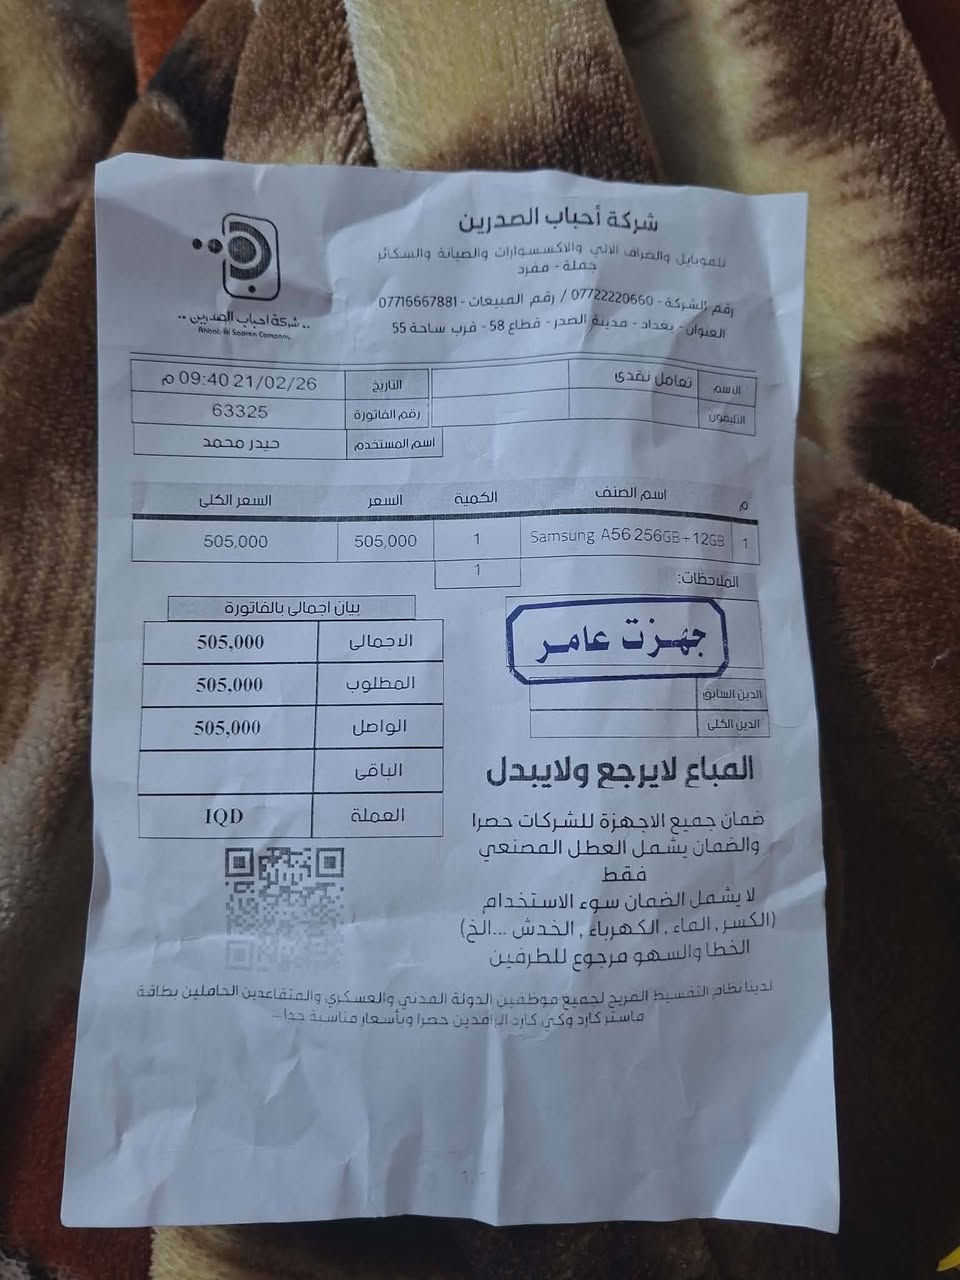 شركة أحباب الصدرين
للموبايل والصراف الالي والاكسسوارات والصيانة والسكائر
جملة - مفرد
رقم الشركة - 07722220660 / رقم المبيعات - 07716667881
العنوان - بغداد - مدينة الصدر - قطاع 58 - قرب ساحة 55
.. شركة احباب الصدرين ..
Ahbab Al Sadren Company
الاسم تعامل نقدي
التليفون
التاريخ 21/02/26 09:40 م
رقم الفاتورة 63325
اسم المستخدم حيدر محمد
م اسم الصنف الكمية السعر السعر الكلي
1 Samsung A56 256GB+12GB 1 505,000 505,000
1
الملاحظات:
جهزت عامر
الدين السابق
الدين الكلي
بيان اجمالي بالفاتورة
الاجمالي 505,000
المطلوب 505,000
الواصل 505,000
الباقي
العملة IQD
المباع لايرجع ولايبدل
ضمان جميع الاجهزة للشركات حصرا
والضمان يشمل العطل المصنعي
فقط
لا يشمل الضمان سوء الاستخدام
(الكسر , الماء , الكهرباء , الخدش ...الخ)
الخطا والسهو مرجوع للطرفين
لدينا نظام التقسيط المريح لجميع موظفين الدولة المدني والعسكري والمتقاعدين الحاملين بطاقة
ماستر كارد وكي كارد الرافدين حصرا وبأسعار مناسبة جدا...